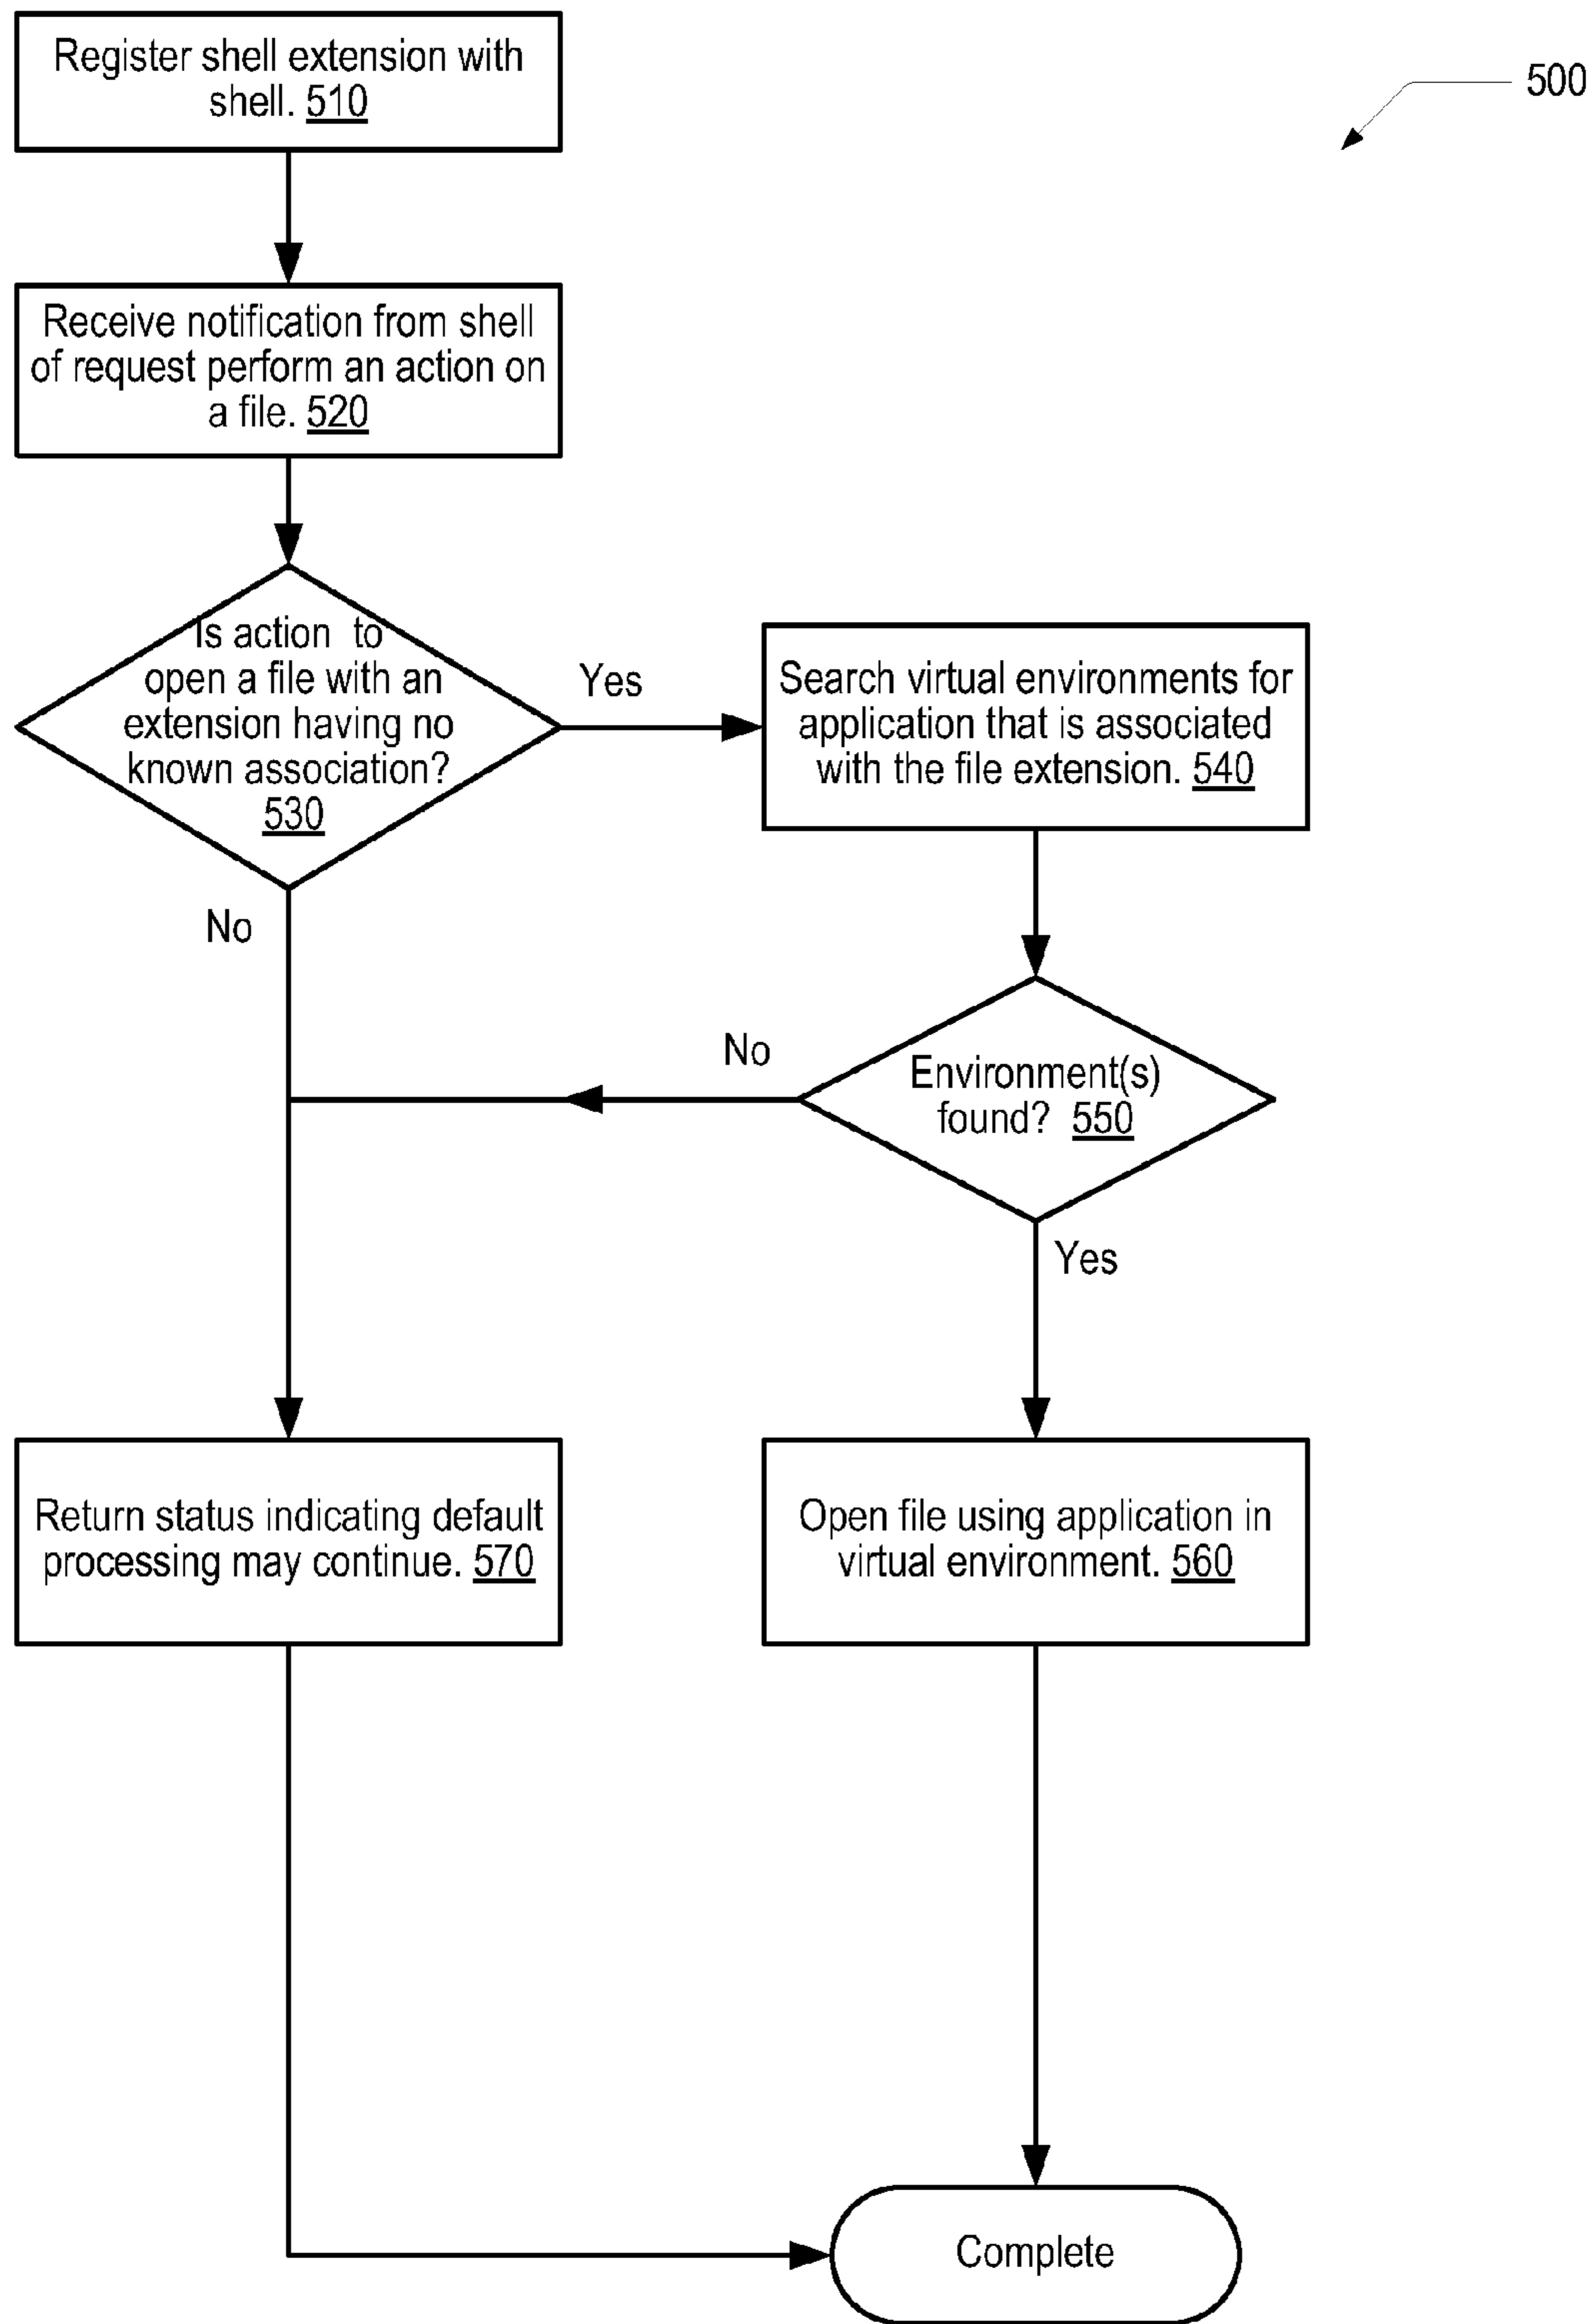 Register shell extension with
shell. 510
500
Receive notification from shell
of request perform an action on
a file. 520
Is action to
open a file with an
extension having no
known association?
530
Yes
Search virtual environments for
application that is associated
with the file extension. 540
No
No
Environment(s)
found? 550
Yes
Return status indicating default
processing may continue. 570
Open file using application in
virtual environment. 560
Complete